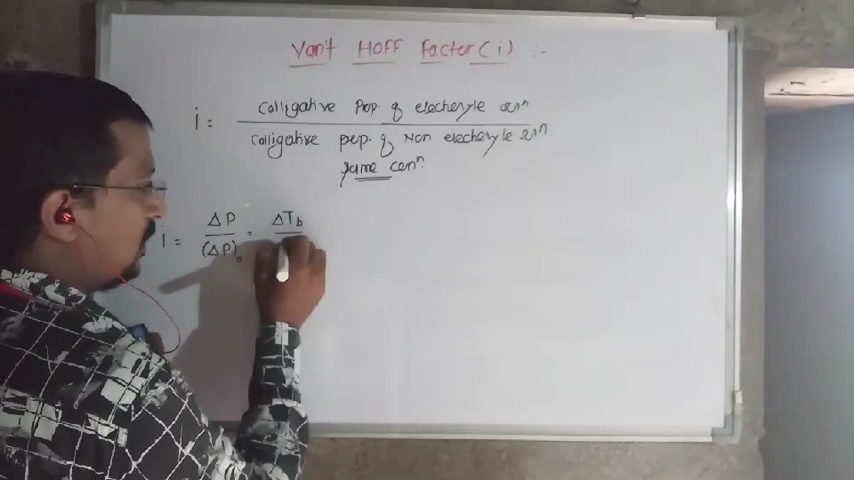 Van't HOFF factor (i) :-
i = Colligative Prop. of electrolyte solⁿ
Colligative prop. of Non electrolyte solⁿ
same conⁿ.
i = ΔP / (ΔP)₀ = ΔTb